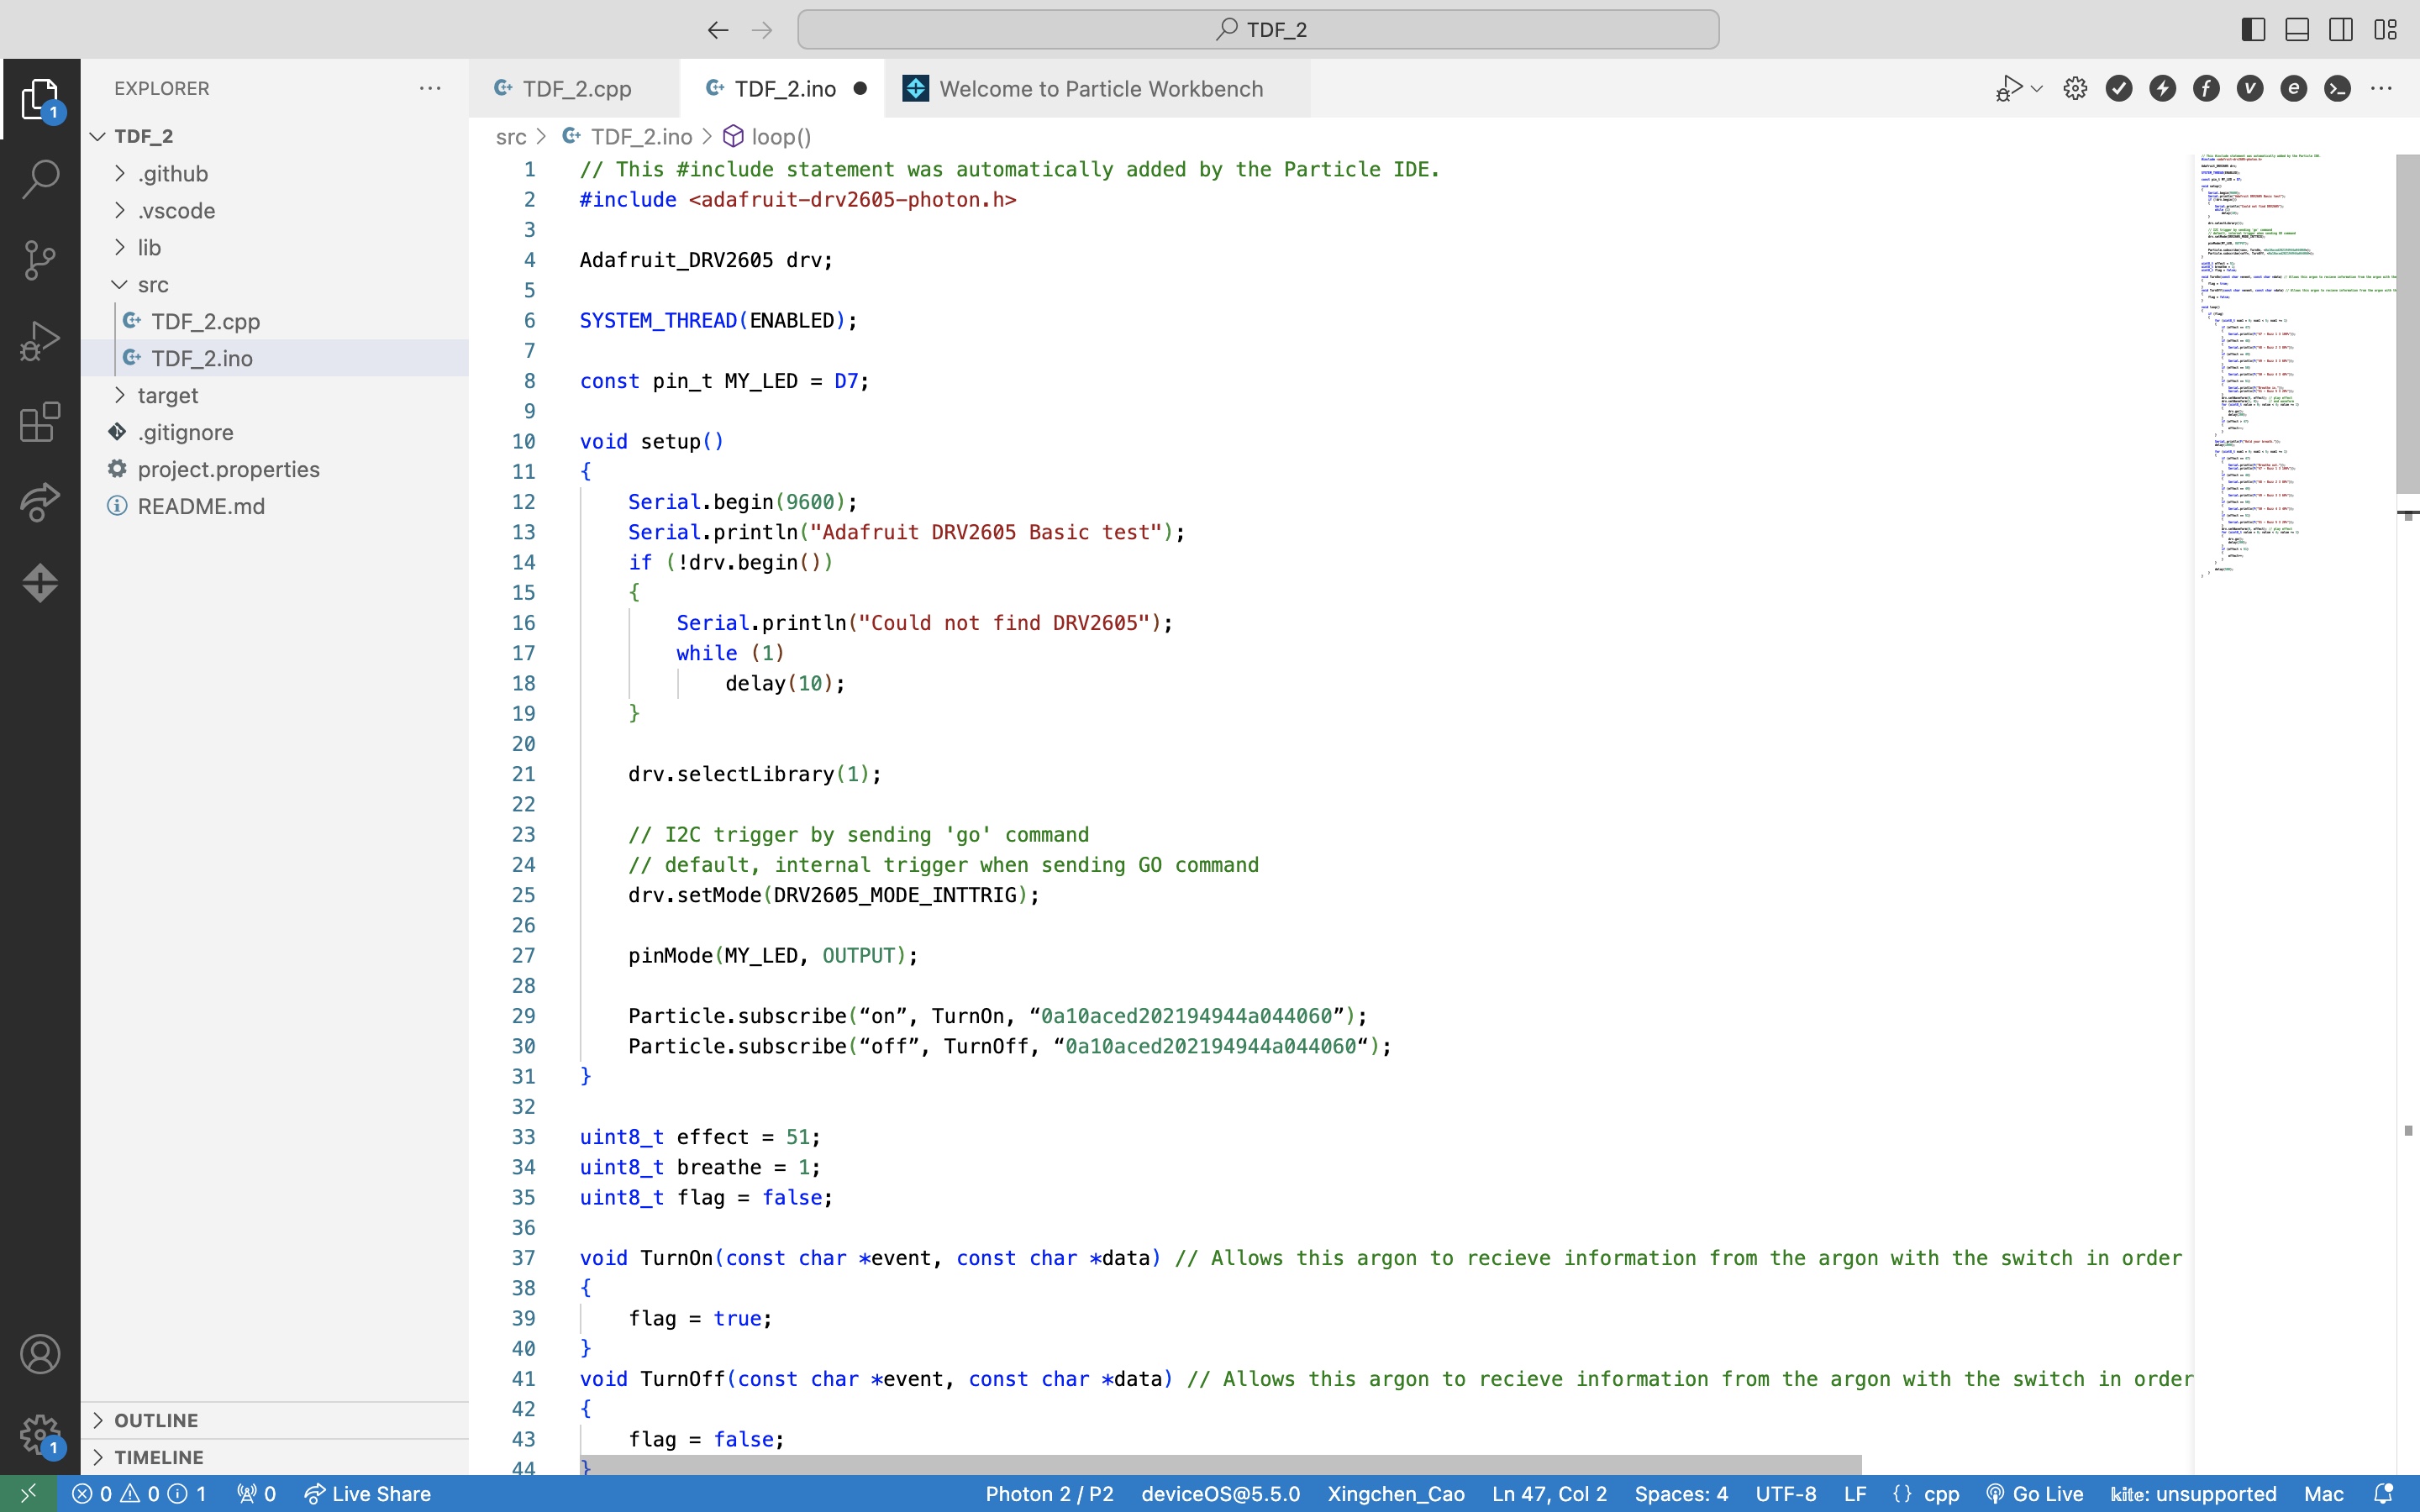 TDF_2
EXPLORER
TDF_2.cpp
TDF_2.ino
Welcome to Particle Workbench
src > TDF_2.ino > loop()
1
TDF_2
.github
.vscode
lib
src
TDF_2.cpp
TDF_2.ino
target
.gitignore
project.properties
README.md
OUTLINE
TIMELINE
1
1 // This #include statement was automatically added by the Particle IDE.
2 #include <adafruit-drv2605-photon.h>
3
4 Adafruit_DRV2605 drv;
5
6 SYSTEM_THREAD(ENABLED);
7
8 const pin_t MY_LED = D7;
9
10 void setup()
11 {
12 Serial.begin(9600);
13 Serial.println("Adafruit DRV2605 Basic test");
14 if (!drv.begin())
15 {
16 Serial.println("Could not find DRV2605");
17 while (1)
18 delay(10);
19 }
20
21 drv.selectLibrary(1);
22
23 // I2C trigger by sending 'go' command
24 // default, internal trigger when sending GO command
25 drv.setMode(DRV2605_MODE_INTTRIG);
26
27 pinMode(MY_LED, OUTPUT);
28
29 Particle.subscribe(“on”, TurnOn, “0a10aced202194944a044060”);
30 Particle.subscribe(“off”, TurnOff, “0a10aced202194944a044060“);
31 }
32
33 uint8_t effect = 51;
34 uint8_t breathe = 1;
35 uint8_t flag = false;
36
37 void TurnOn(const char *event, const char *data) // Allows this argon to recieve information from the argon with the switch in order
38 {
39 flag = true;
40 }
41 void TurnOff(const char *event, const char *data) // Allows this argon to recieve information from the argon with the switch in order
42 {
43 flag = false;
44 }
0 0 1 0 Live Share Photon 2 / P2 deviceOS@5.5.0 Xingchen_Cao Ln 47, Col 2 Spaces: 4 UTF-8 LF {} cpp Go Live kite: unsupported Mac